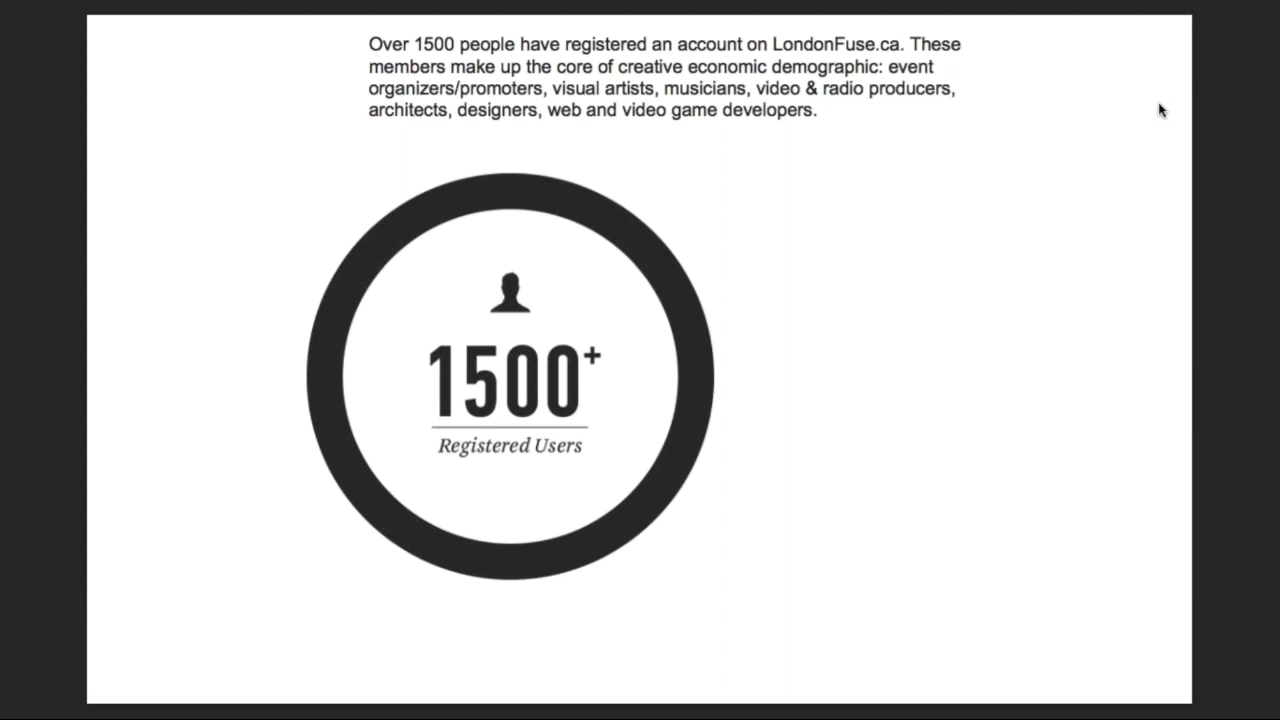 Over 1500 people have registered an account on LondonFuse.ca. These
members make up the core of creative economic demographic: event
organizers/promoters, visual artists, musicians, video & radio producers,
architects, designers, web and video game developers.
1500+
Registered Users